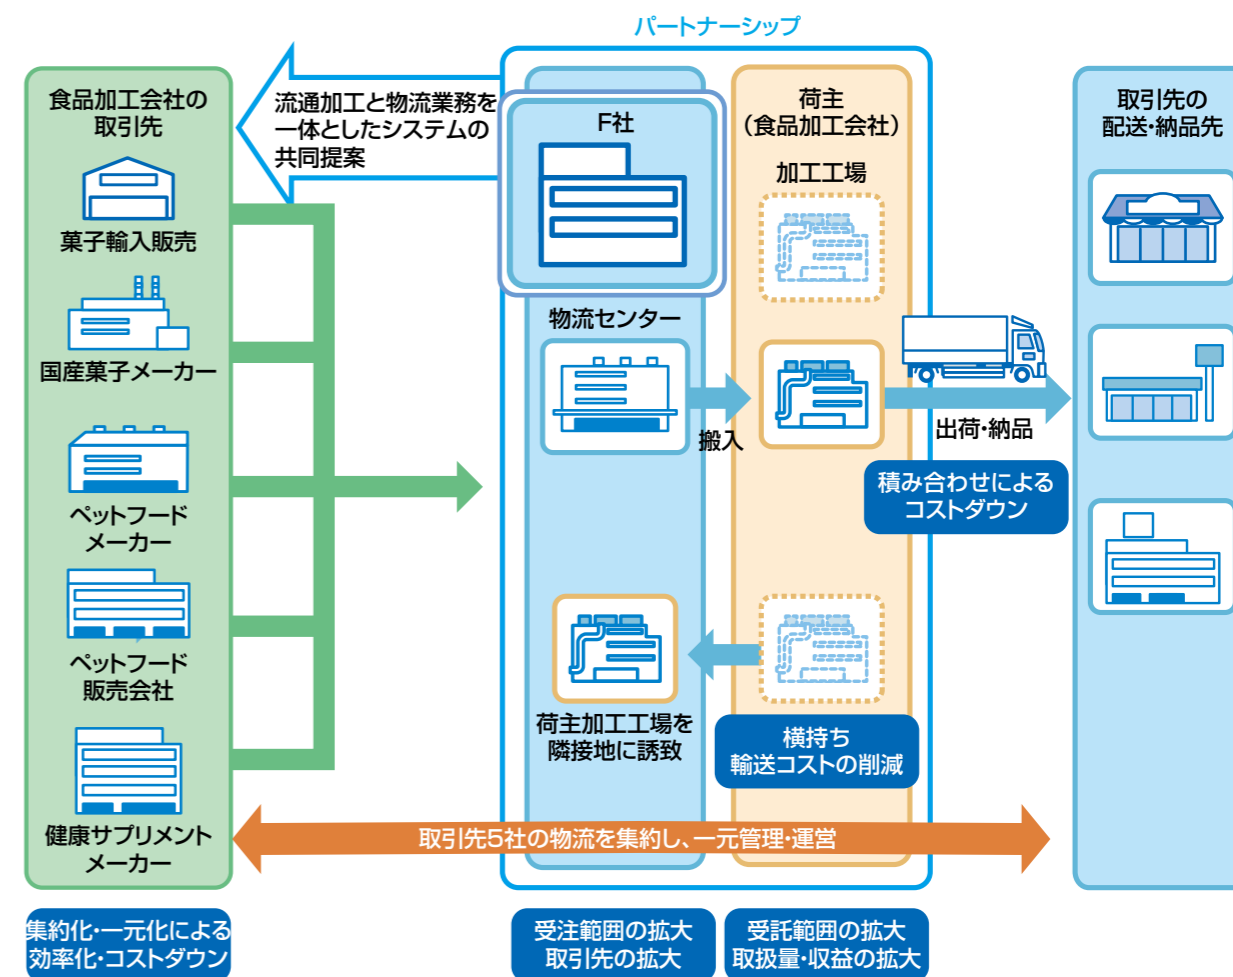 パートナーシップ
食品加工会社の
取引先
菓子輸入販売
国産菓子メーカー
ペットフード
メーカー
ペットフード
販売会社
健康サプリメント
メーカー
集約化・一元化による
効率化・コストダウン
流通加工と物流業務を
一体としたシステムの
共同提案
F社
物流センター
搬入
荷主加工工場を
隣接地に誘致
受注範囲の拡大
取引先の拡大
荷主
（食品加工会社）
加工工場
横持ち
輸送コストの削減
受託範囲の拡大
取扱量・収益の拡大
出荷・納品
積み合わせによる
コストダウン
取引先の
配送・納品先
取引先5社の物流を集約し、一元管理・運営